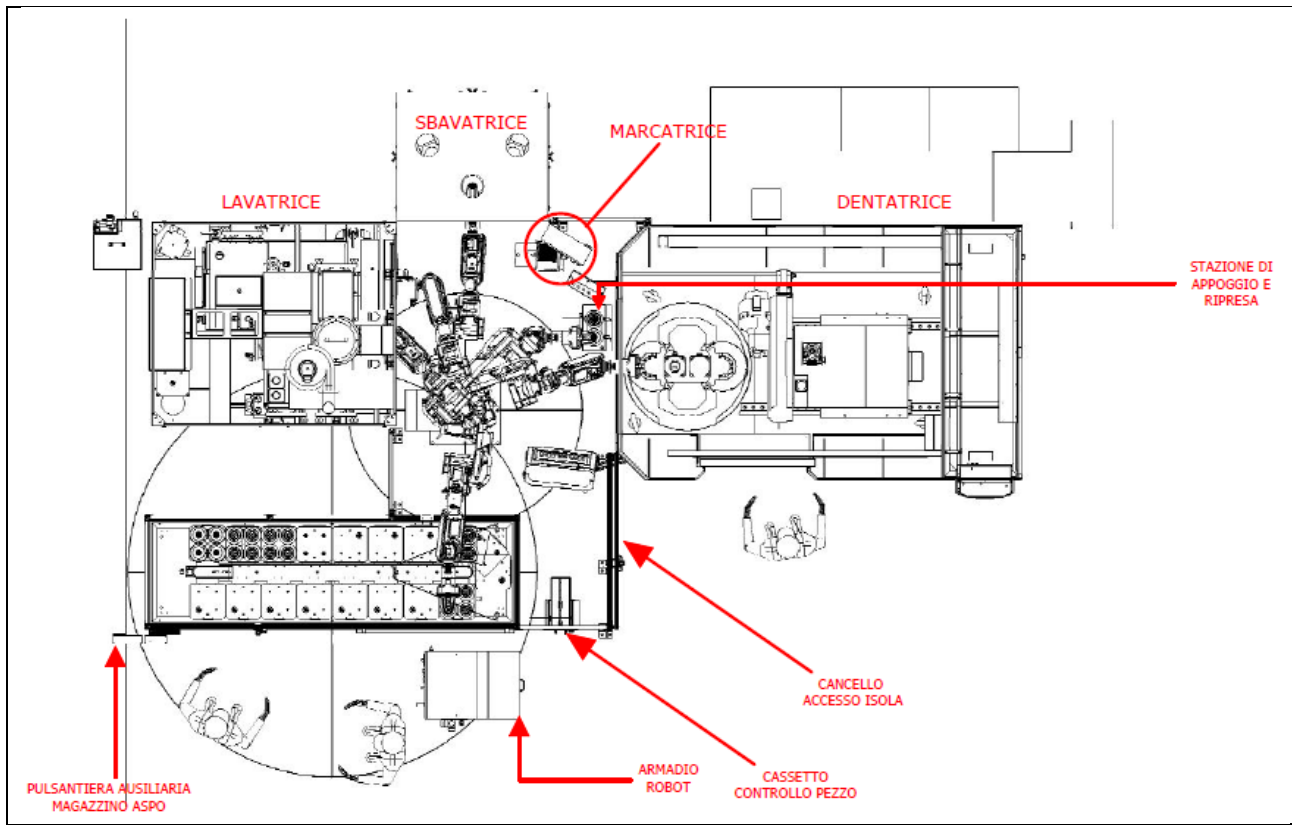 SBAVATRICE
MARCATRICE
LAVATRICE
DENTATRICE
STAZIONE DI
APPOGGIO E
RIPRESA
CANCELLO
ACCESSO ISOLA
PULSANTIERA AUSILIARIA
MAGAZZINO ASPO
ARMADIO
ROBOT
CASSETTO
CONTROLLO PEZZO